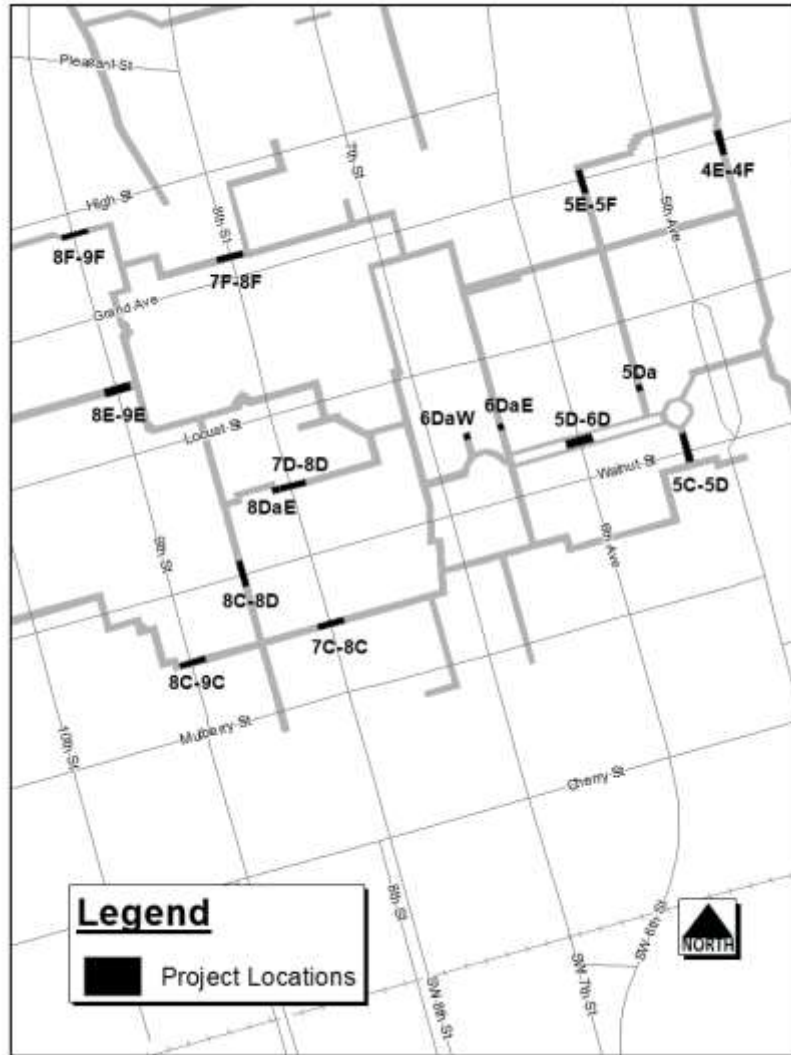 Pleasant St
7th St
4E-4F
High St
5E-5F
8th St
5th Ave
8F-9F
7F-8F
Grand Ave
5Da
8E-9E
6DaW
6DaE
5D-6D
Locust St
7D-8D
Walnut St
5C-5D
8DaE
9th St
6th Ave
8C-8D
7C-8C
8C-9C
Mulberry St
10th St
Cherry St
8th St
Legend
Project Locations
NORTH
SW 8th St
SW 7th St
SW 6th St